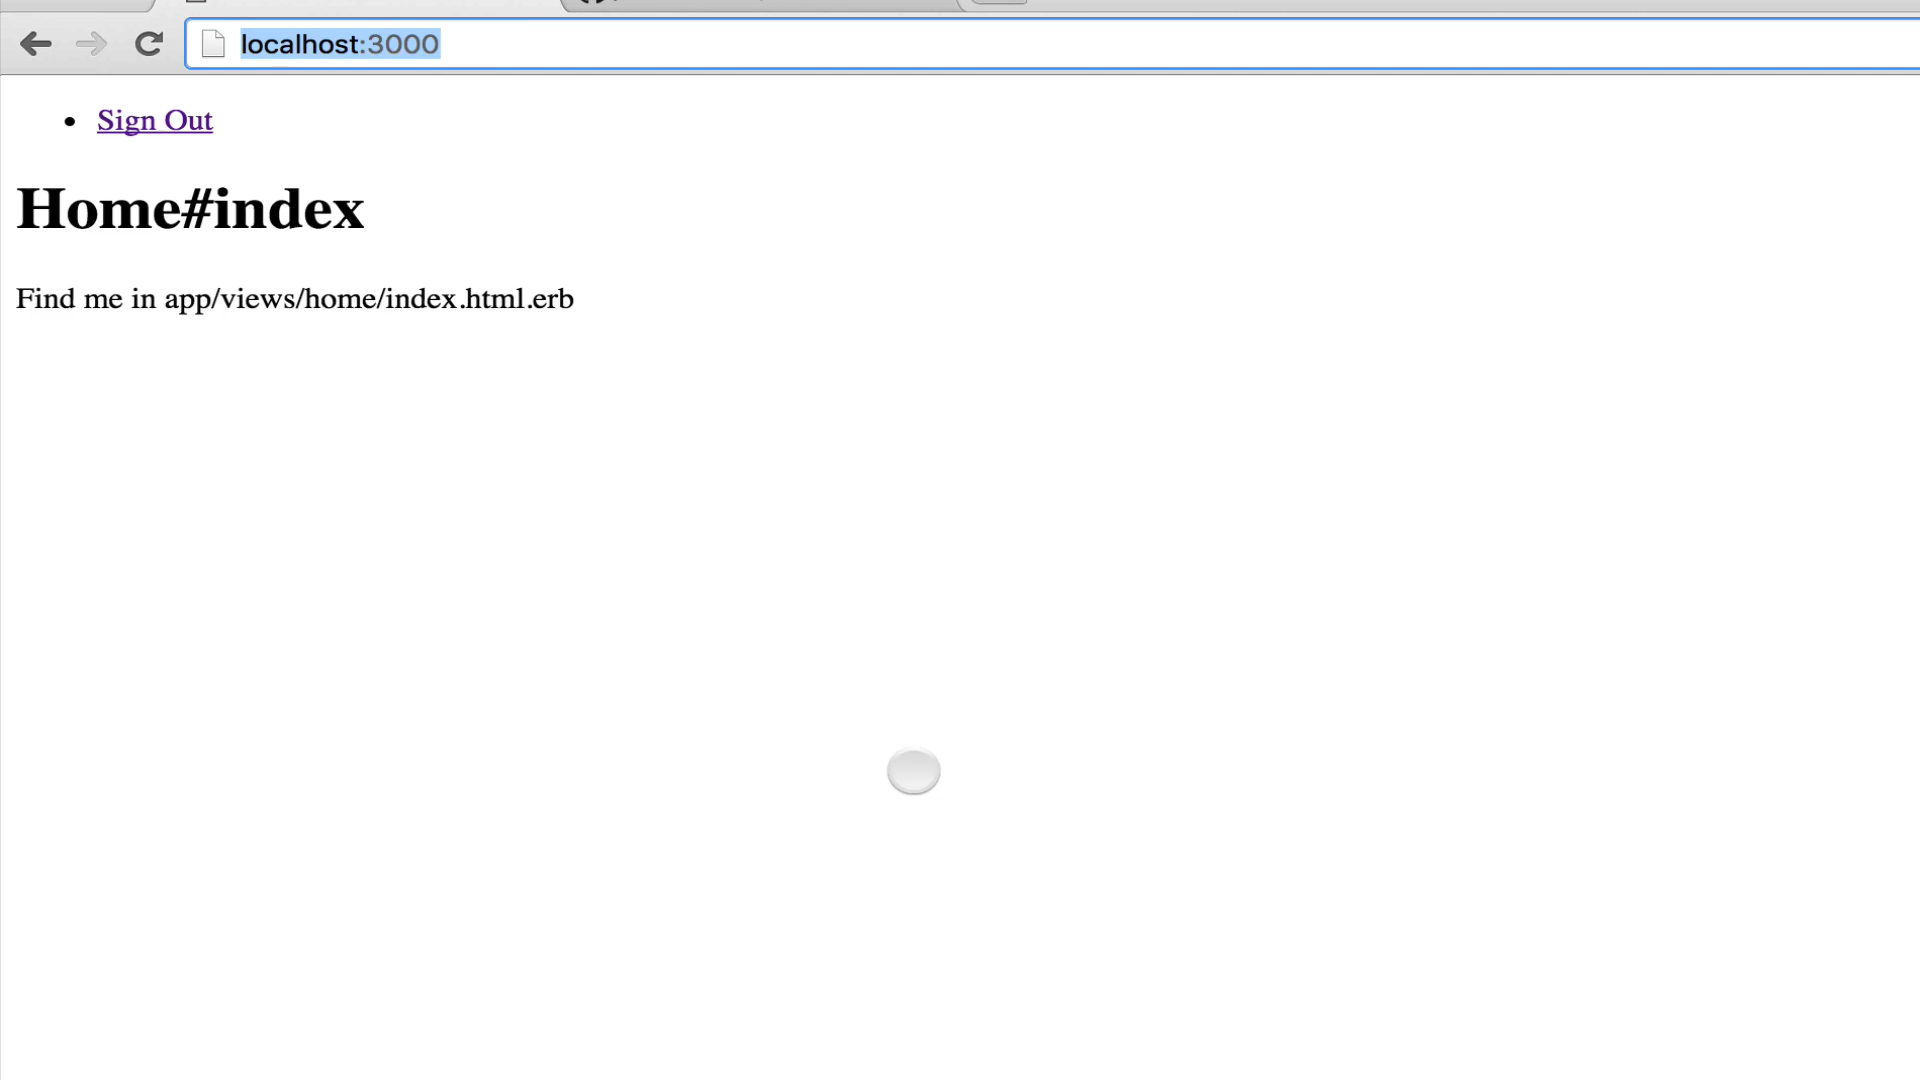 localhost:3000
Sign Out
Home#index
Find me in app/views/home/index.html.erb